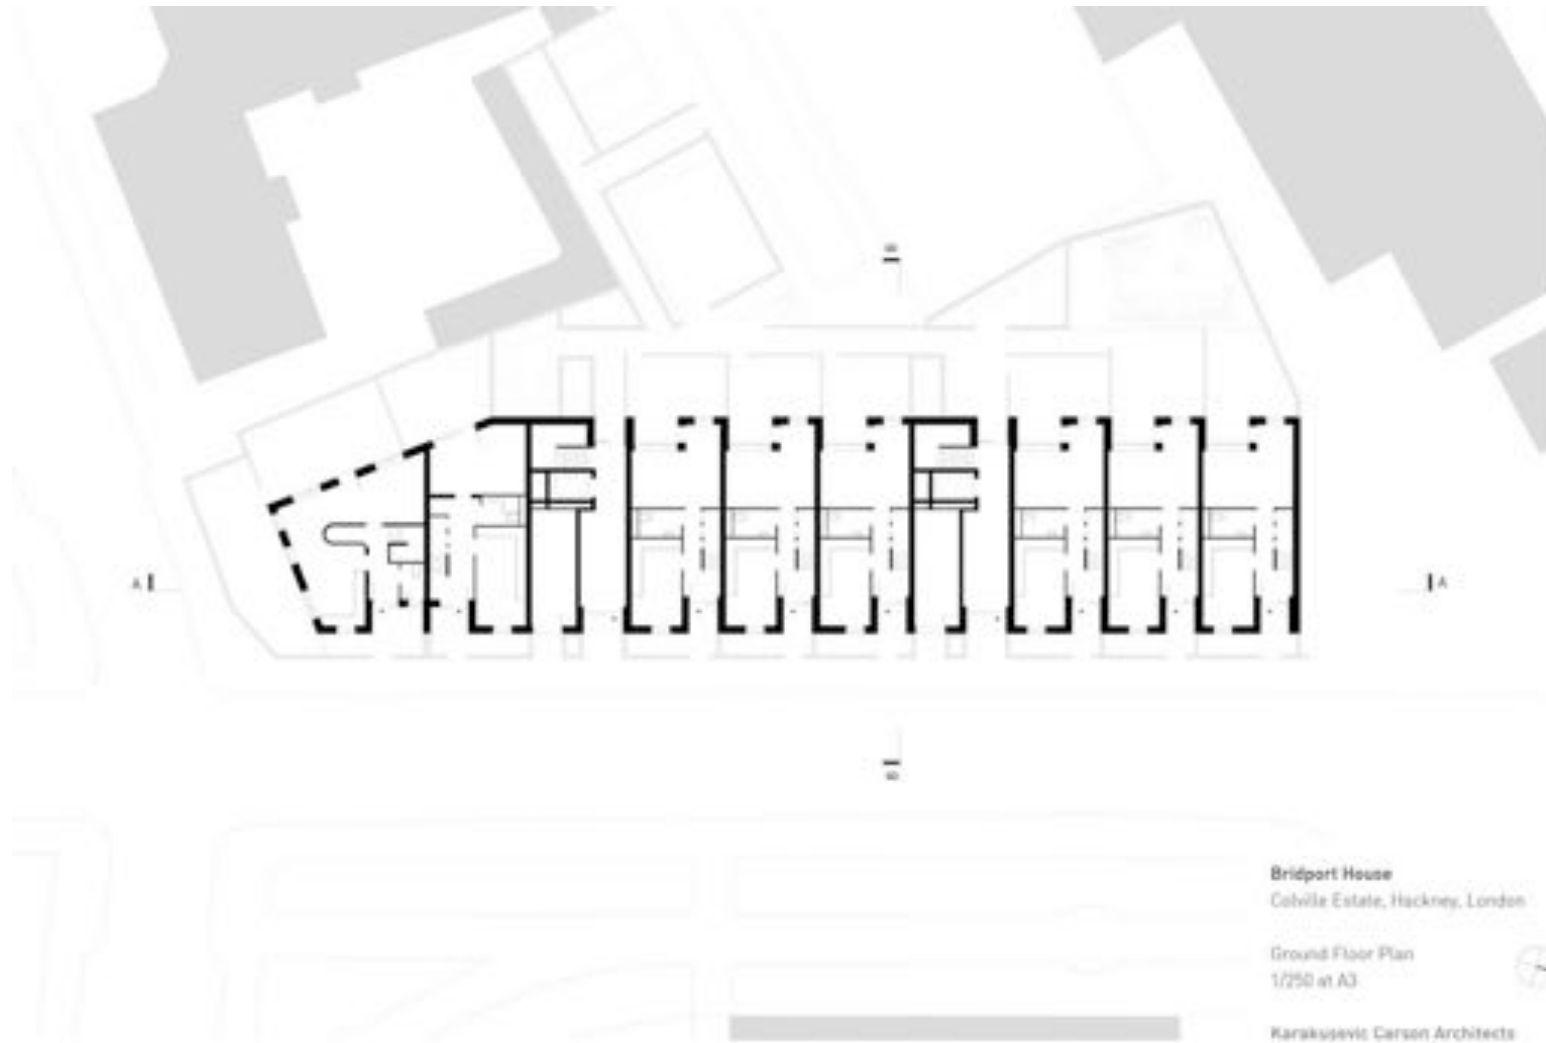 B
A
A
B
Bridport House
Colville Estate, Hackney, London
Ground Floor Plan
1/250 at A3
Karakusevic Carson Architects